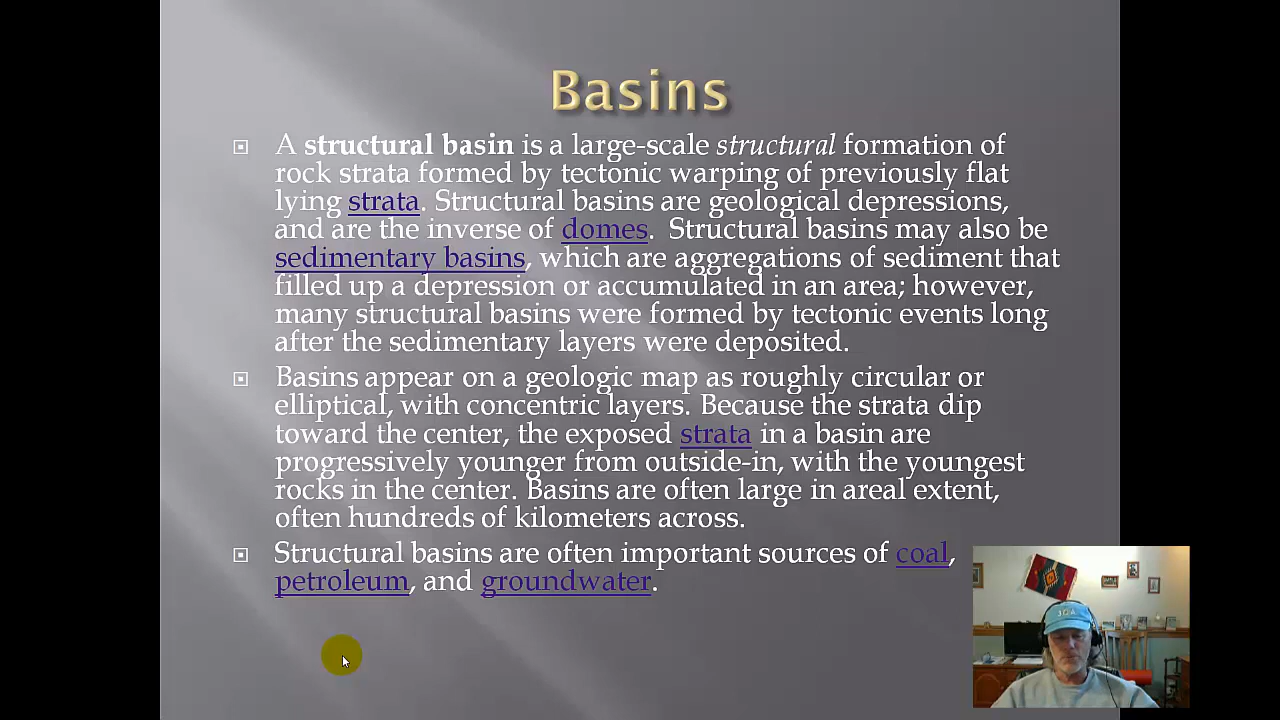 Basins
A structural basin is a large-scale structural formation of
rock strata formed by tectonic warping of previously flat
lying strata. Structural basins are geological depressions,
and are the inverse of domes. Structural basins may also be
sedimentary basins, which are aggregations of sediment that
filled up a depression or accumulated in an area; however,
many structural basins were formed by tectonic events long
after the sedimentary layers were deposited.
Basins appear on a geologic map as roughly circular or
elliptical, with concentric layers. Because the strata dip
toward the center, the exposed strata in a basin are
progressively younger from outside-in, with the youngest
rocks in the center. Basins are often large in areal extent,
often hundreds of kilometers across.
Structural basins are often important sources of coal,
petroleum, and groundwater.